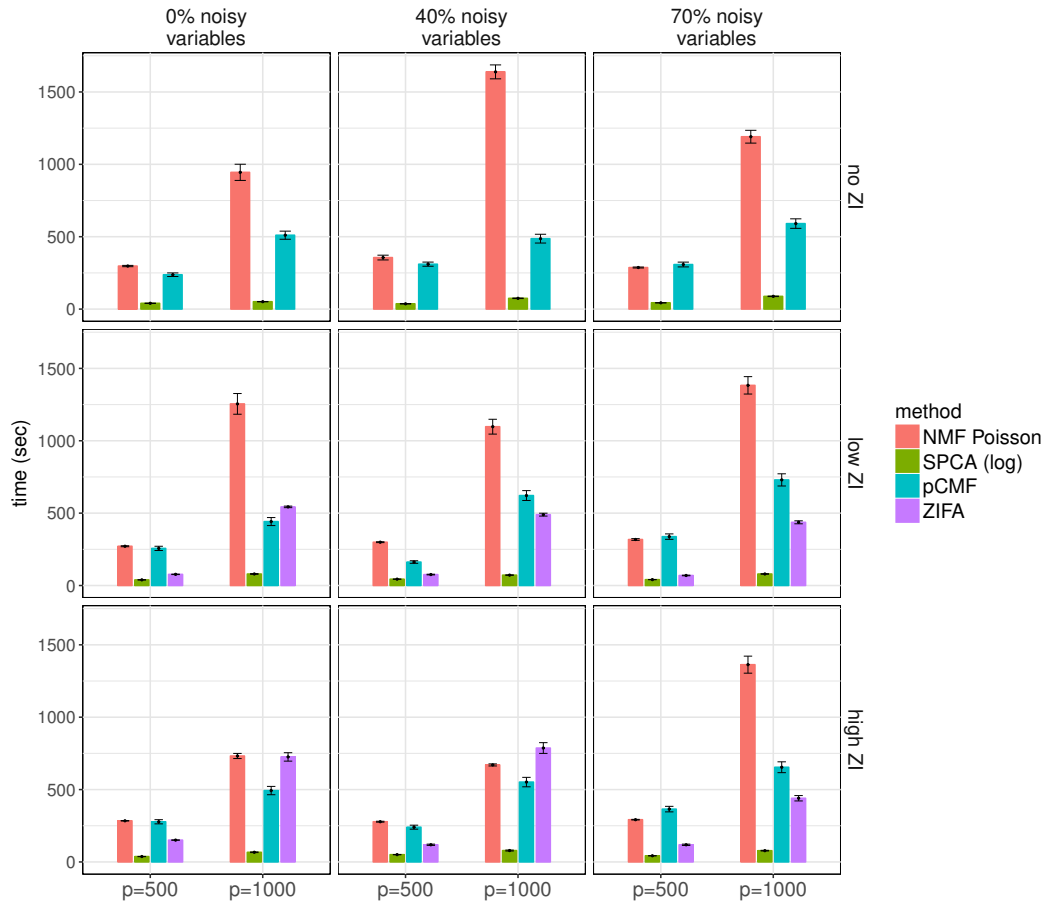 0% noisy
variables
40% noisy
variables
70% noisy
variables
time (sec)
1500
1000
500
0
no ZI
1500
1000
500
0
low ZI
1500
1000
500
0
high ZI
p=500
p=1000
p=500
p=1000
p=500
p=1000
method
NMF Poisson
SPCA (log)
pCMF
ZIFA